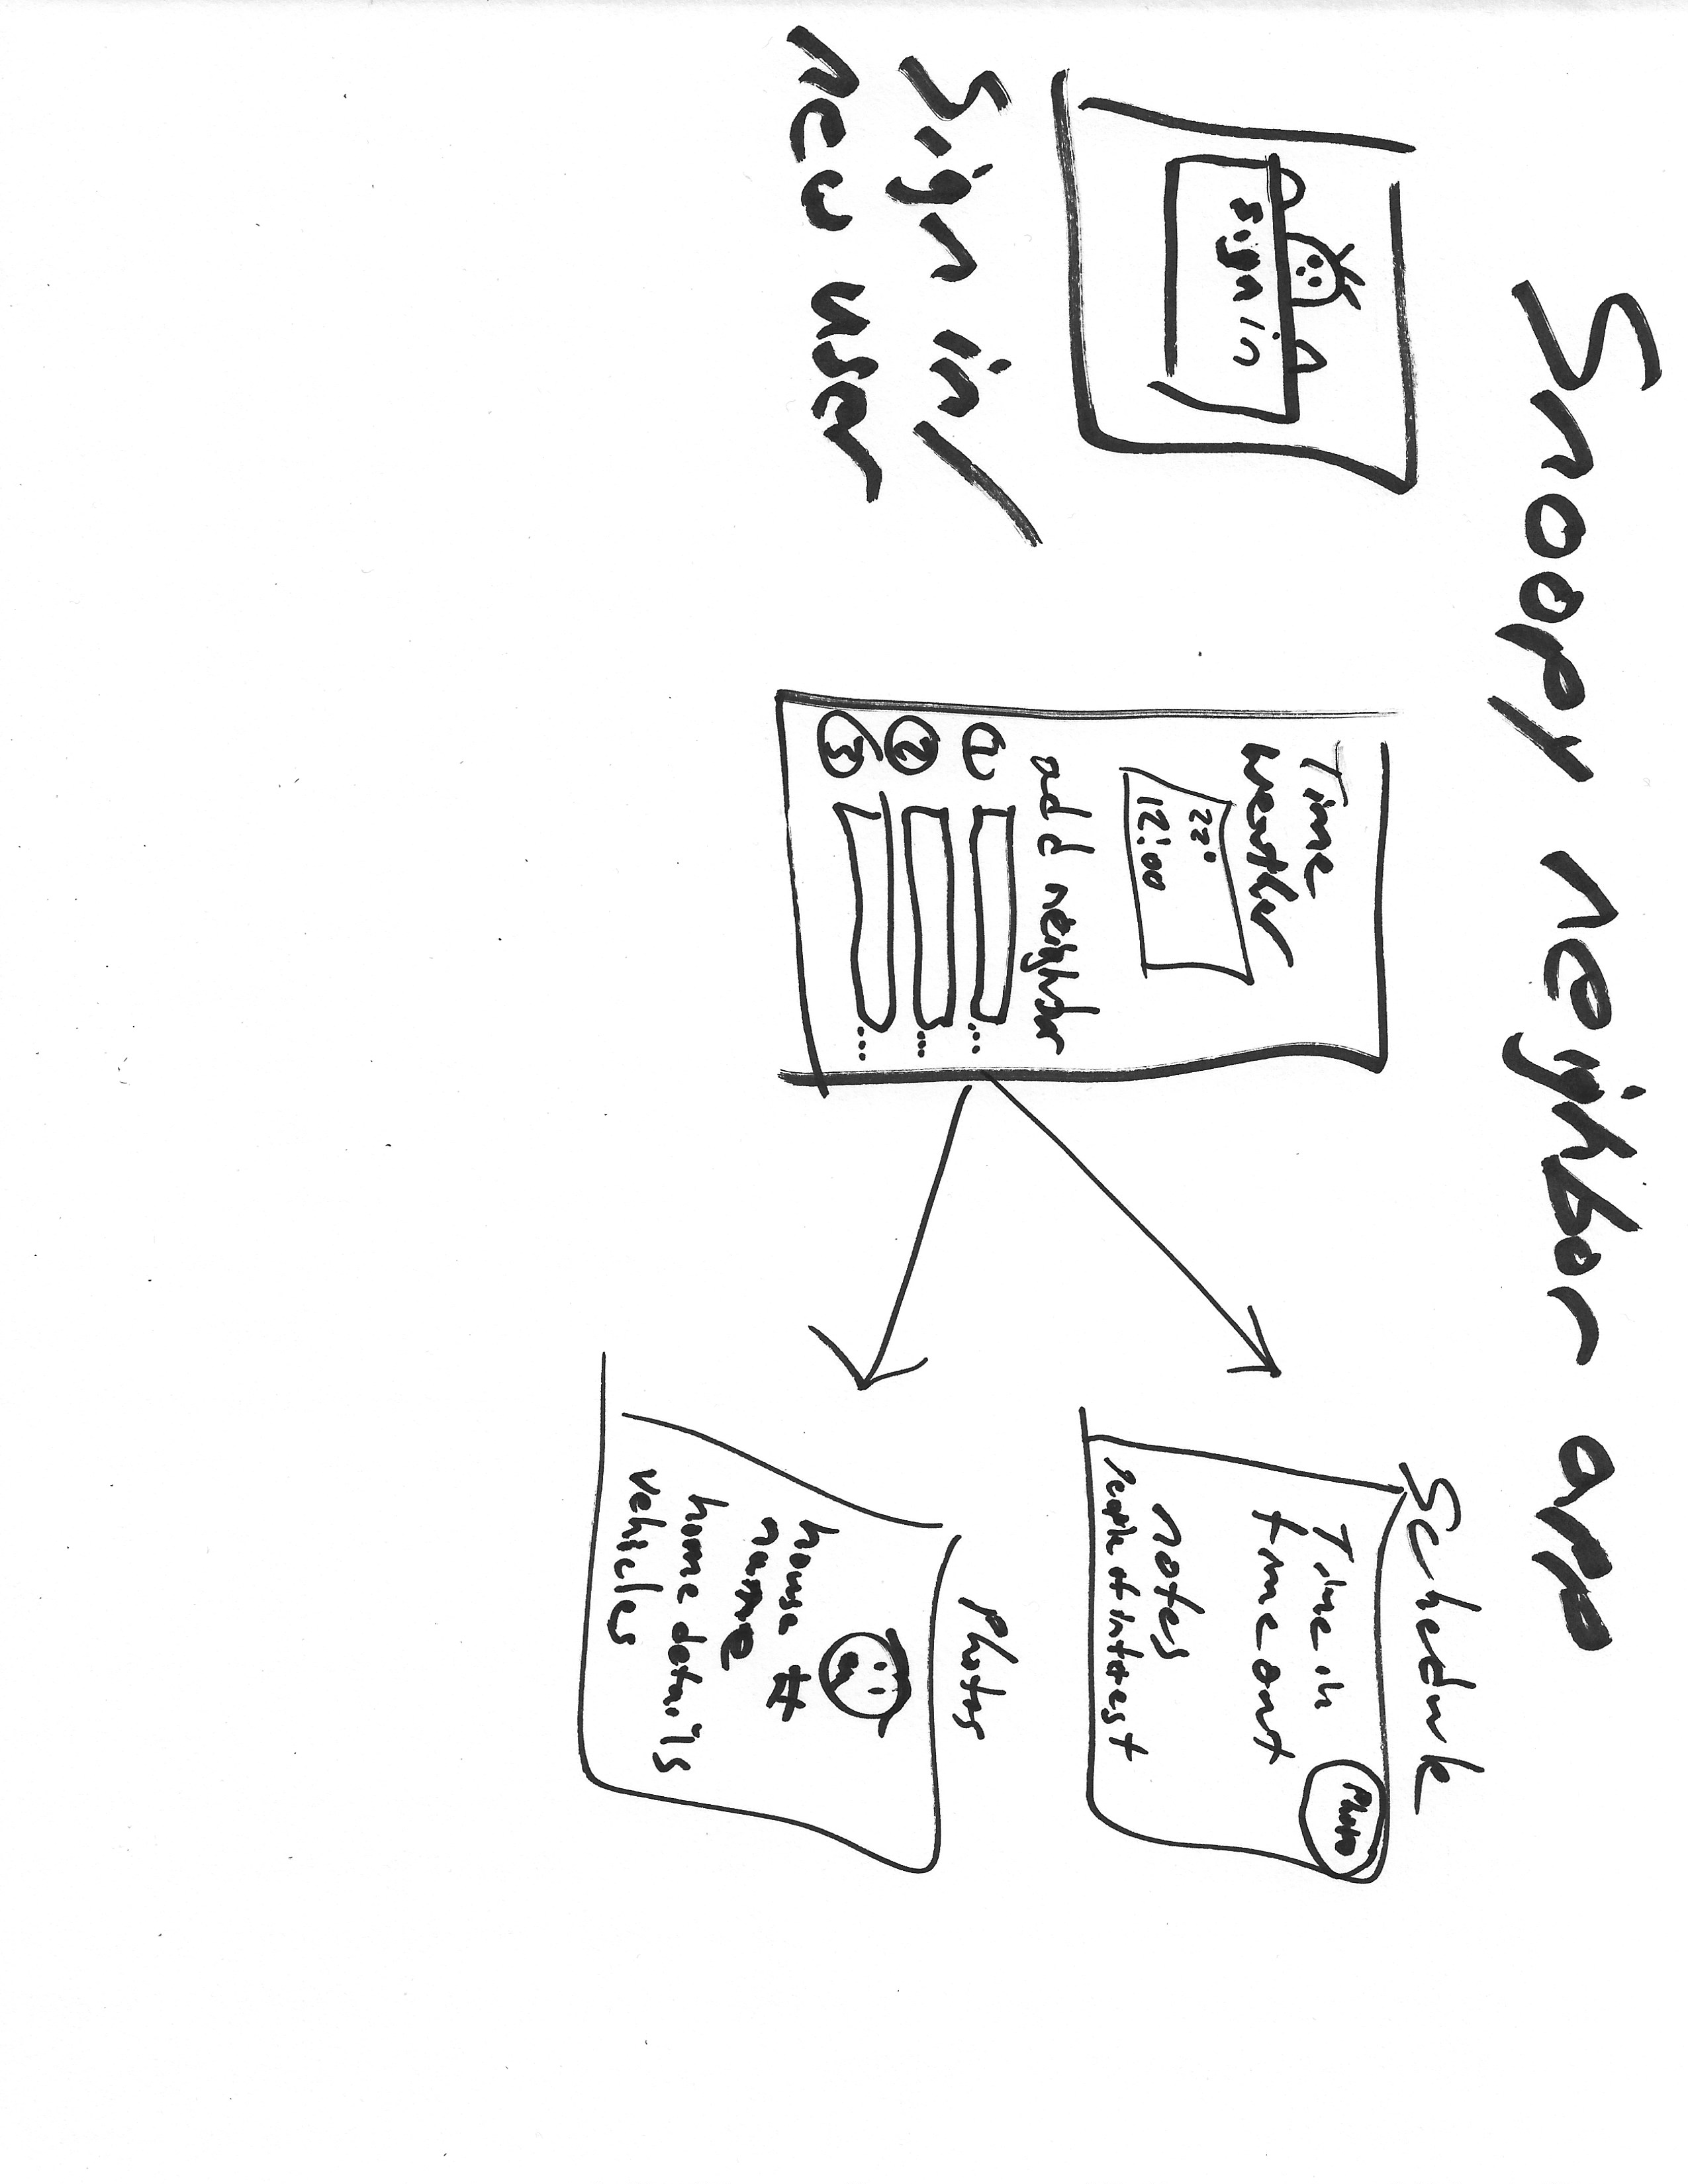 Snoopy neighbor app
sign in
Sign in/
new user
Time
weather
22°
12:00
add neighbor
1
2
3
Schedule
Photo
Time in
time out
notes
people of interest
Photos
house #
name
home details
vehicles